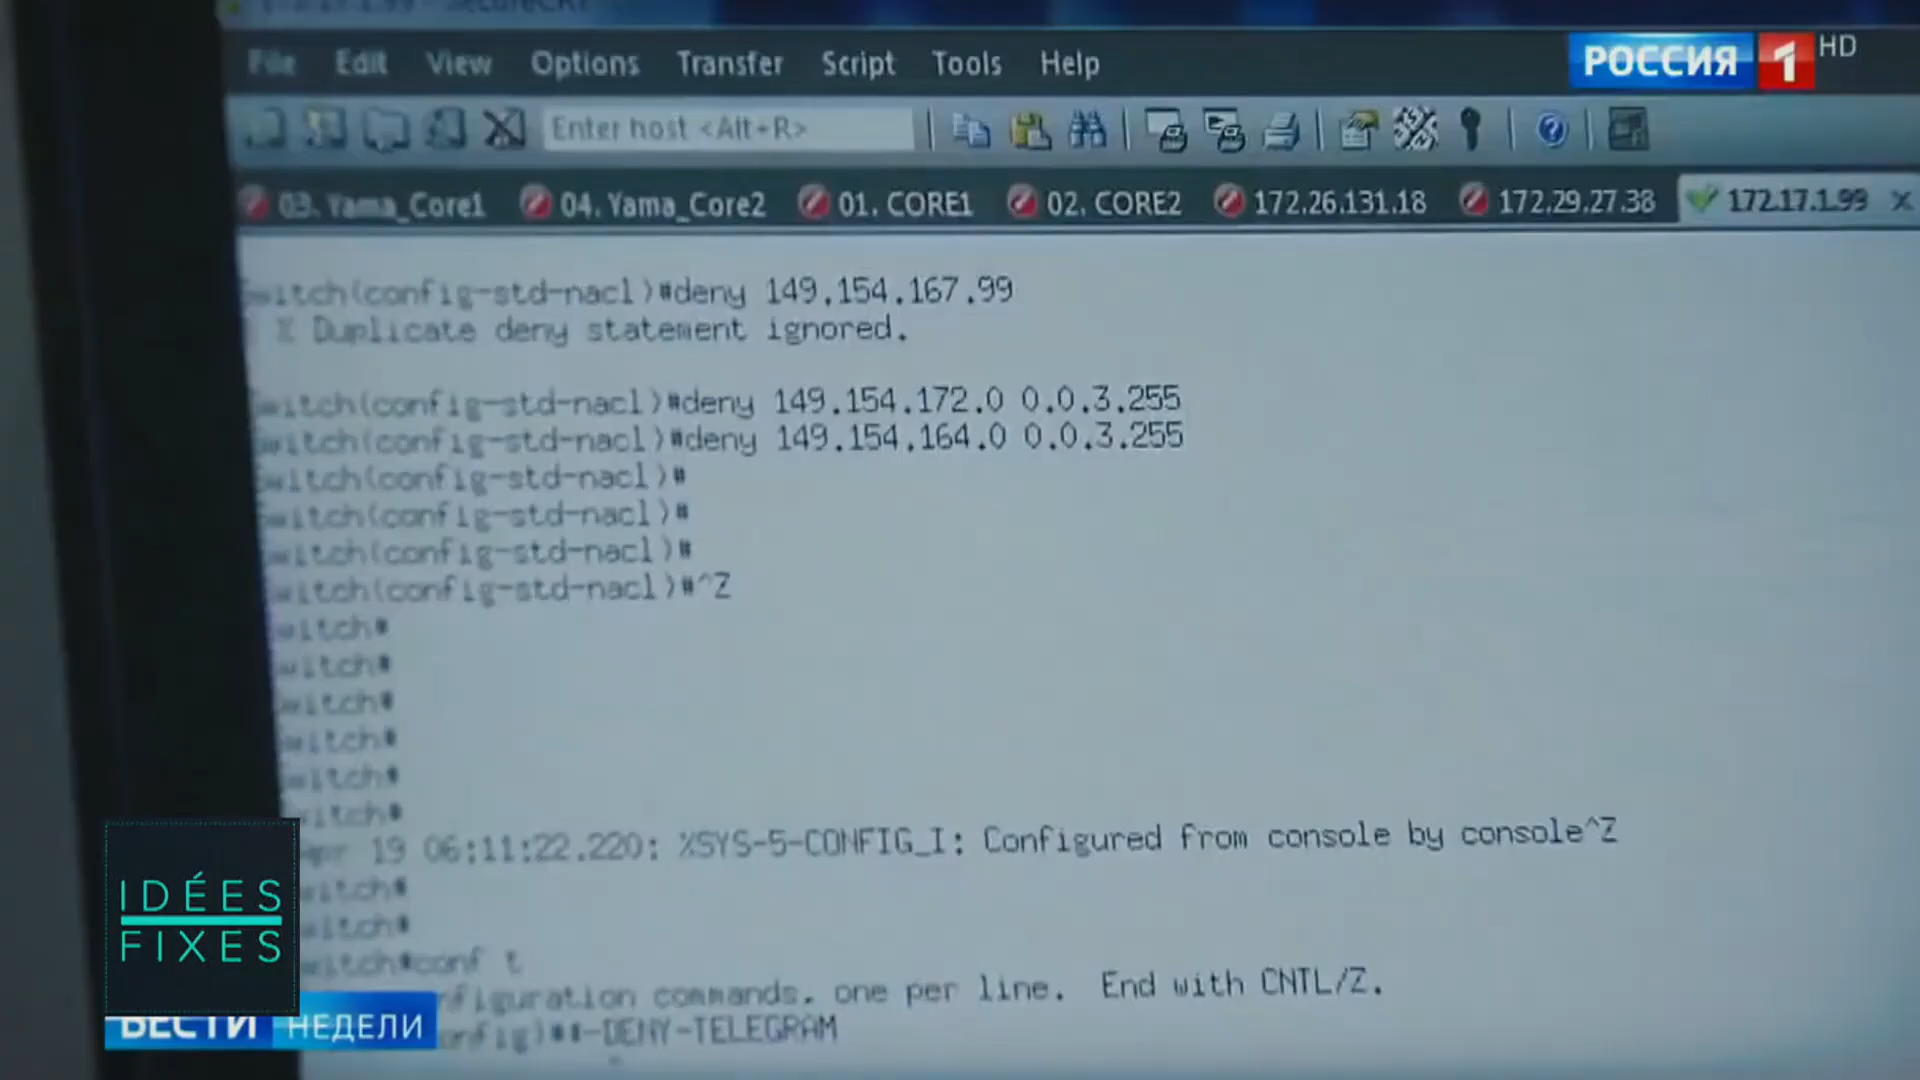 File Edit View Options Transfer Script Tools Help
РОССИЯ 1 HD
Enter host <Alt+R>
03. Yama_Core1 04. Yama_Core2 01. CORE1 02. CORE2 172.26.131.18 172.29.27.38 172.17.1.99
witch(config-std-nacl)#deny 149.154.167.99
% Duplicate deny statement ignored.
witch(config-std-nacl)#deny 149.154.172.0 0.0.3.255
witch(config-std-nacl)#deny 149.154.164.0 0.0.3.255
witch(config-std-nacl)#
witch(config-std-nacl)#
witch(config-std-nacl)#
witch(config-std-nacl)#^Z
witch#
witch#
witch#
witch#
witch#
witch#
Apr 19 06:11:22.220: %SYS-5-CONFIG_I: Configured from console by console^Z
witch#
witch#
witch#conf t
nfiguration commands, one per line. End with CNTL/Z.
onfig)##-DENY-TELEGRAM
IDÉES
FIXES
ВЕСТИ НЕДЕЛИ